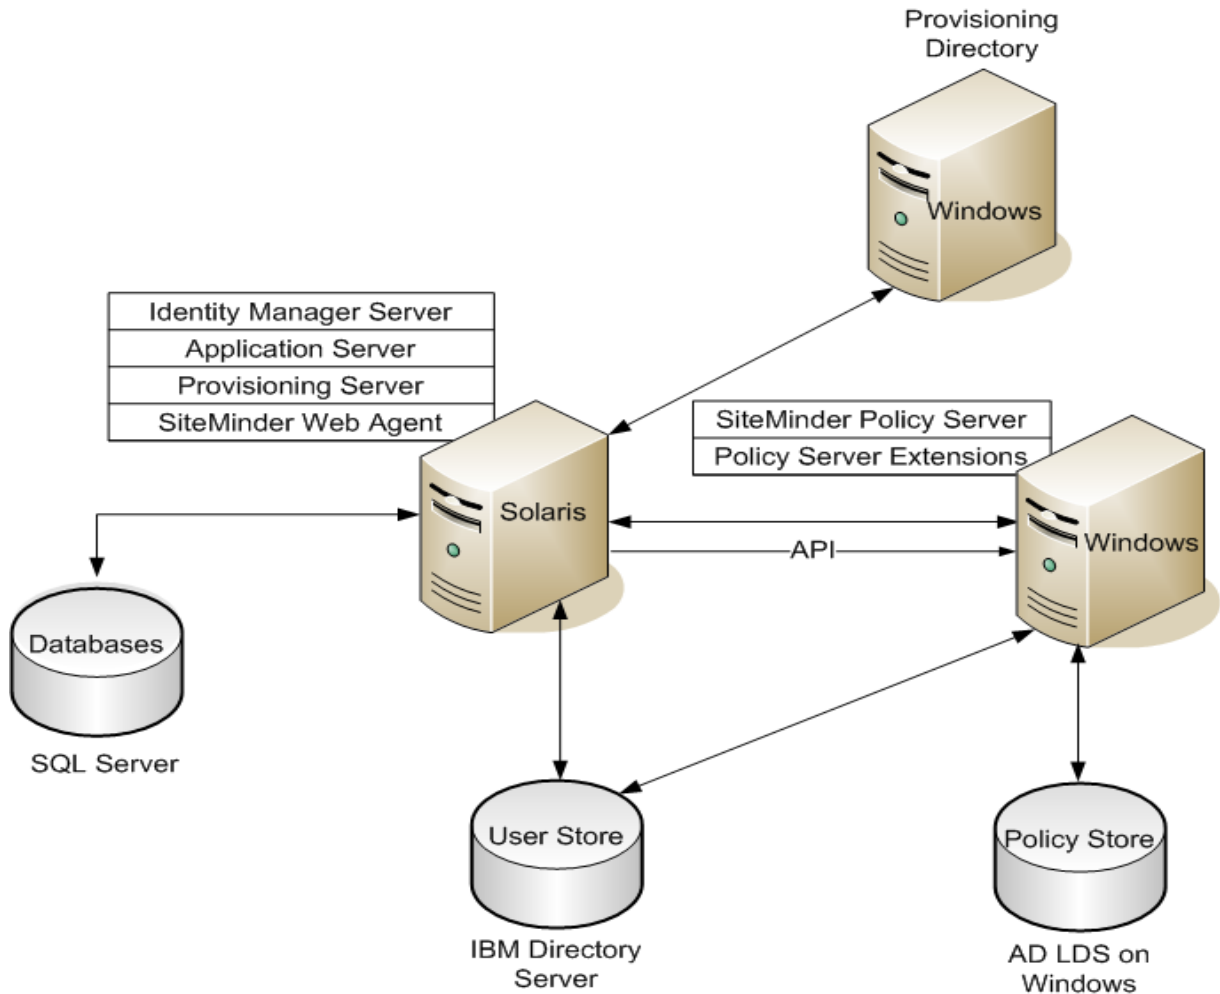 Provisioning
Directory
Windows
Identity Manager Server
Application Server
Provisioning Server
SiteMinder Web Agent
SiteMinder Policy Server
Policy Server Extensions
Solaris
API
Windows
Databases
SQL Server
User Store
IBM Directory
Server
Policy Store
AD LDS on
Windows